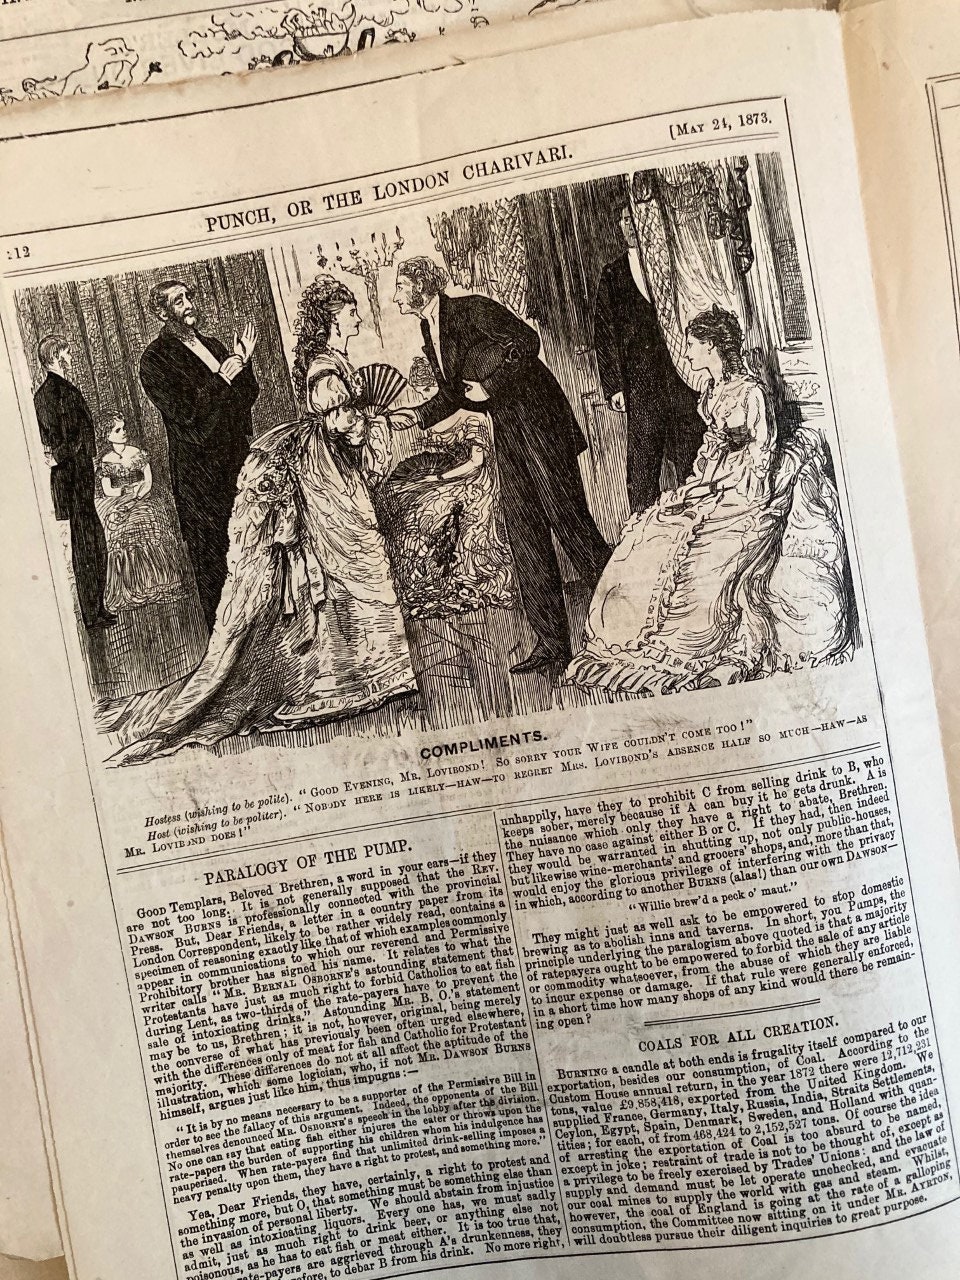 :12
PUNCH, OR THE LONDON CHARIVARI.
[MAY 24, 1873.
COMPLIMENTS.
Hostess (wishing to be polite). "GOOD EVENING, MR. LOVIBOND! SO SORRY YOUR WIFE COULDN'T COME TOO!"
Host (wishing to be politer). "NOBODY HERE IS LIKELY—HAW—TO REGRET MRS. LOVIBOND'S ABSENCE HALF SO MUCH—HAW—AS
MR. LOVIBOND DOES!"
PARALOGY OF THE PUMP.
GOOD Templars, Beloved Brethren, a word in your ears—if they
are not too long. It is not generally supposed that the REV.
DAWSON BURNS is professionally connected with the provincial
Press. But, Dear Friends, a letter in a country paper from its
London Correspondent, likely to be rather widely read, contains a
specimen of reasoning exactly like that of which examples commonly
appear in communications to which our reverend and Permissive
Prohibitory brother has signed his name. It relates to what the
writer calls "MR. BERNAL OSBORNE'S astounding statement that
Protestants have just as much right to forbid Catholics to eat fish
during Lent, as two-thirds of the rate-payers have to prevent the
sale of intoxicating drinks." Astounding MR. B. O.'s statement
may be to us, Brethren; it is not, however, original, being merely
the converse of what has previously been often urged elsewhere,
with the differences only of meat for fish and Catholic for Protestant
majority. These differences do not at all affect the aptitude of the
illustration, which some logician, who, if not MR. DAWSON BURNS
himself, argues just like him, thus impugns:—
"It is by no means necessary to be a supporter of the Permissive Bill in
order to see the fallacy of this argument. Indeed, the opponents of the Bill
themselves denounced MR. OSBORNE'S speech in the lobby after the division.
No one can say that eating fish either injures the eater or throws upon the
rate-payers the burden of supporting his children whom his indulgence has
pauperised. When rate-payers find that unlimited drink-selling imposes a
heavy penalty upon them, they have a right to protest, and something more."
Yea, Dear Friends, they have, certainly, a right to protest and
something more, but O, that something must be something else than
the invasion of personal liberty. We should abstain from injustice
as well as intoxicating liquors. Every one has, we must sadly
admit, just as much right to drink beer, or anything else not
poisonous, as he has to eat fish or meat either. It is too true that,
rate-payers are aggrieved through A's drunkenness, they
to debar B from his drink. No more right,
unhappily, have they to prohibit C from selling drink to B, who
keeps sober, merely because if A can buy it he gets drunk. A is
the nuisance which only they have a right to abate, Brethren.
They have no case against either B or C. If they had, then indeed
they would be warranted in shutting up, not only public-houses,
but likewise wine-merchants' and grocers' shops, and, more than that,
would enjoy the glorious privilege of interfering with the privacy
in which, according to another BURNS (alas!) than our own DAWSON—
"Willie brew'd a peck o' maut."
They might just as well ask to be empowered to stop domestic
brewing as to abolish inns and taverns. In short, you Pumps, the
principle underlying the paralogism above quoted is that a majority
of ratepayers ought to be empowered to forbid the sale of any article
or commodity whatsoever, from the abuse of which they are liable
to incur expense or damage. If that rule were generally enforced,
in a short time how many shops of any kind would there be remain-
ing open?
COALS FOR ALL CREATION.
BURNING a candle at both ends is frugality itself compared to our
exportation, besides our consumption, of Coal. According to the
Custom House annual return, in the year 1872 there were 12,712,231
tons, value £9,858,418, exported from the United Kingdom. We
supplied France, Germany, Italy, Russia, India, Straits Settlements,
Ceylon, Egypt, Spain, Denmark, Sweden, and Holland with quan-
tities for each, of from 468,424 to 2,152,527 tons. Of course the idea
of arresting the exportation of Coal is too absurd to be named,
except in joke; restraint of trade is not to be thought of, except as
a privilege to be freely exercised by Trades' Unions: and the law of
supply and demand must be let operate unchecked, and evacuate
our coal mines to supply the world with gas and steam. Whilst,
however, the coal of England is going at the rate of a galloping
consumption, the Committee now sitting on it under MR. AYRTON,
will doubtless pursue their diligent inquiries to great purpose.